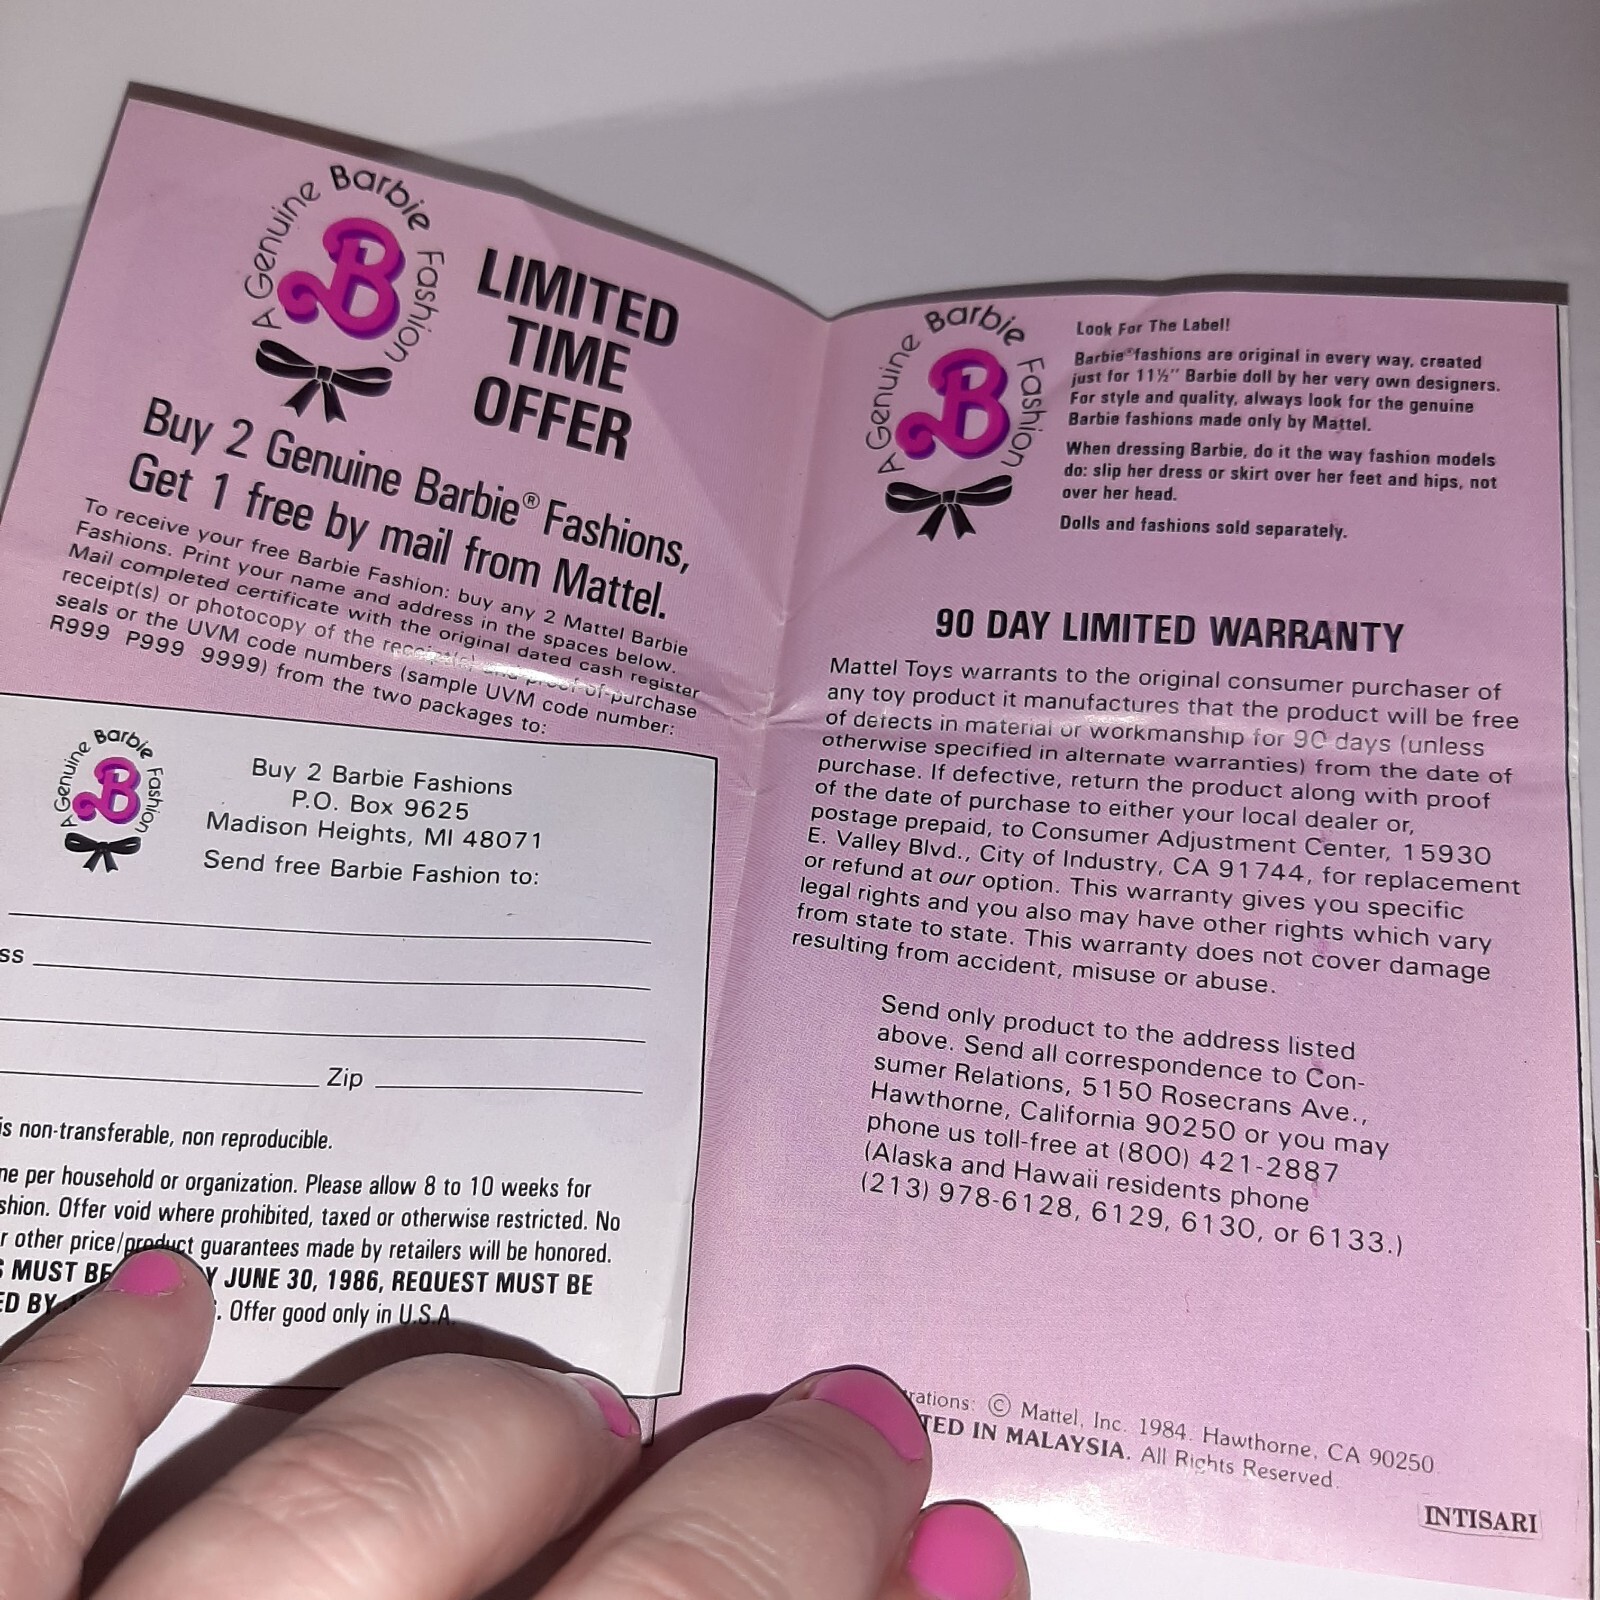 A Genuine Barbie Fashion
B
LIMITED
TIME
OFFER
Buy 2 Genuine Barbie® Fashions,
Get 1 free by mail from Mattel.
To receive your free Barbie Fashion: buy any 2 Mattel Barbie
Fashions. Print your name and address in the spaces below.
Mail completed certificate with the original dated cash register
receipt(s) or photocopy of the receipt(s) and proof-of-purchase
seals or the UVM code numbers (sample UVM code number:
R999 P999 9999) from the two packages to:
A Genuine Barbie Fashion
B
Buy 2 Barbie Fashions
P.O. Box 9625
Madison Heights, MI 48071
Send free Barbie Fashion to:
ss
Zip
is non-transferable, non reproducible.
ne per household or organization. Please allow 8 to 10 weeks for
shion. Offer void where prohibited, taxed or otherwise restricted. No
r other price/product guarantees made by retailers will be honored.
S MUST BE Y JUNE 30, 1986, REQUEST MUST BE
ED BY . Offer good only in U.S.A.
A Genuine Barbie Fashion
B
Look For The Label!
Barbie® fashions are original in every way, created
just for 11½" Barbie doll by her very own designers.
For style and quality, always look for the genuine
Barbie fashions made only by Mattel.
When dressing Barbie, do it the way fashion models
do: slip her dress or skirt over her feet and hips, not
over her head.
Dolls and fashions sold separately.
90 DAY LIMITED WARRANTY
Mattel Toys warrants to the original consumer purchaser of
any toy product it manufactures that the product will be free
of defects in material or workmanship for 90 days (unless
otherwise specified in alternate warranties) from the date of
purchase. If defective, return the product along with proof
of the date of purchase to either your local dealer or,
postage prepaid, to Consumer Adjustment Center, 15930
E. Valley Blvd., City of Industry, CA 91744, for replacement
or refund at our option. This warranty gives you specific
legal rights and you also may have other rights which vary
from state to state. This warranty does not cover damage
resulting from accident, misuse or abuse.
Send only product to the address listed
above. Send all correspondence to Con-
sumer Relations, 5150 Rosecrans Ave.,
Hawthorne, California 90250 or you may
phone us toll-free at (800) 421-2887
(Alaska and Hawaii residents phone
(213) 978-6128, 6129, 6130, or 6133.)
rations: © Mattel, Inc. 1984. Hawthorne, CA 90250
TED IN MALAYSIA. All Rights Reserved.
INTISARI